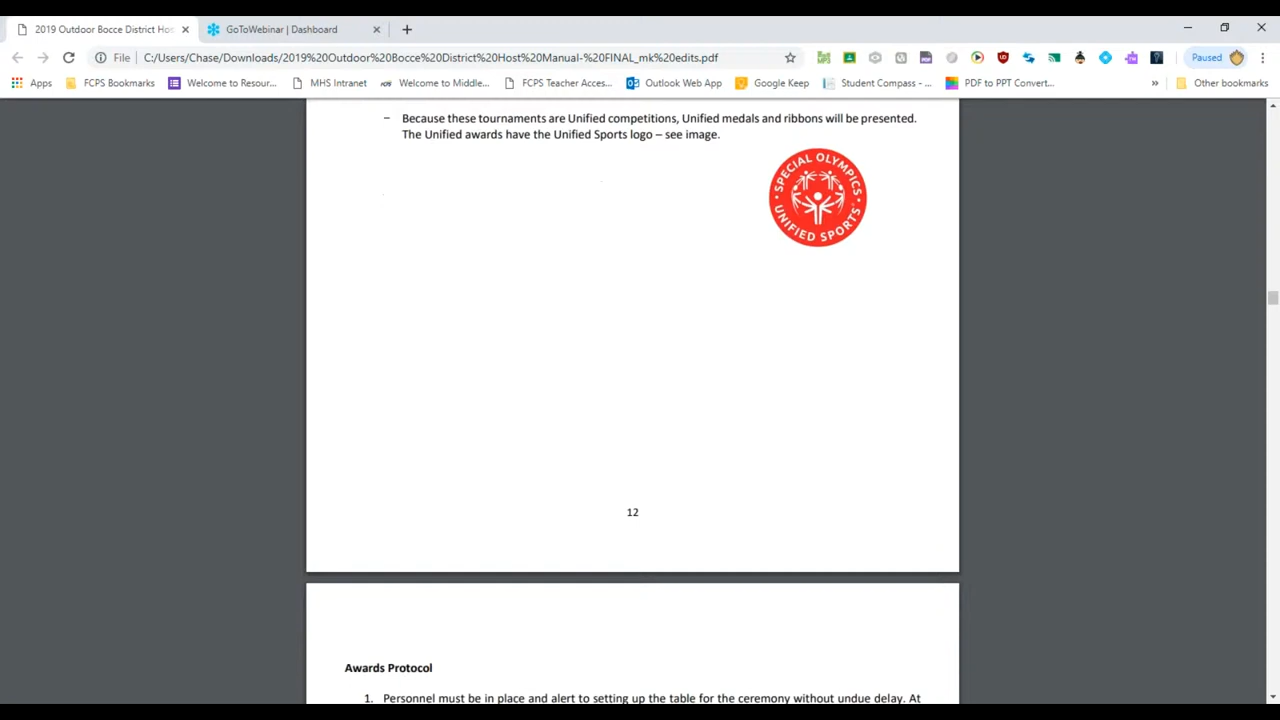 2019 Outdoor Bocce District Hos
GoToWebinar | Dashboard
File
C:/Users/Chase/Downloads/2019%20Outdoor%20Bocce%20District%20Host%20Manual-%20FINAL_mk%20edits.pdf
Paused
Apps
FCPS Bookmarks
Welcome to Resour...
MHS Intranet
Welcome to Middle...
FCPS Teacher Acces...
Outlook Web App
Google Keep
Student Compass - ...
PDF to PPT Convert...
»
Other bookmarks
- Because these tournaments are Unified competitions, Unified medals and ribbons will be presented.
The Unified awards have the Unified Sports logo – see image.
SPECIAL OLYMPICS
UNIFIED SPORTS
12
Awards Protocol
1. Personnel must be in place and alert to setting up the table for the ceremony without undue delay. At